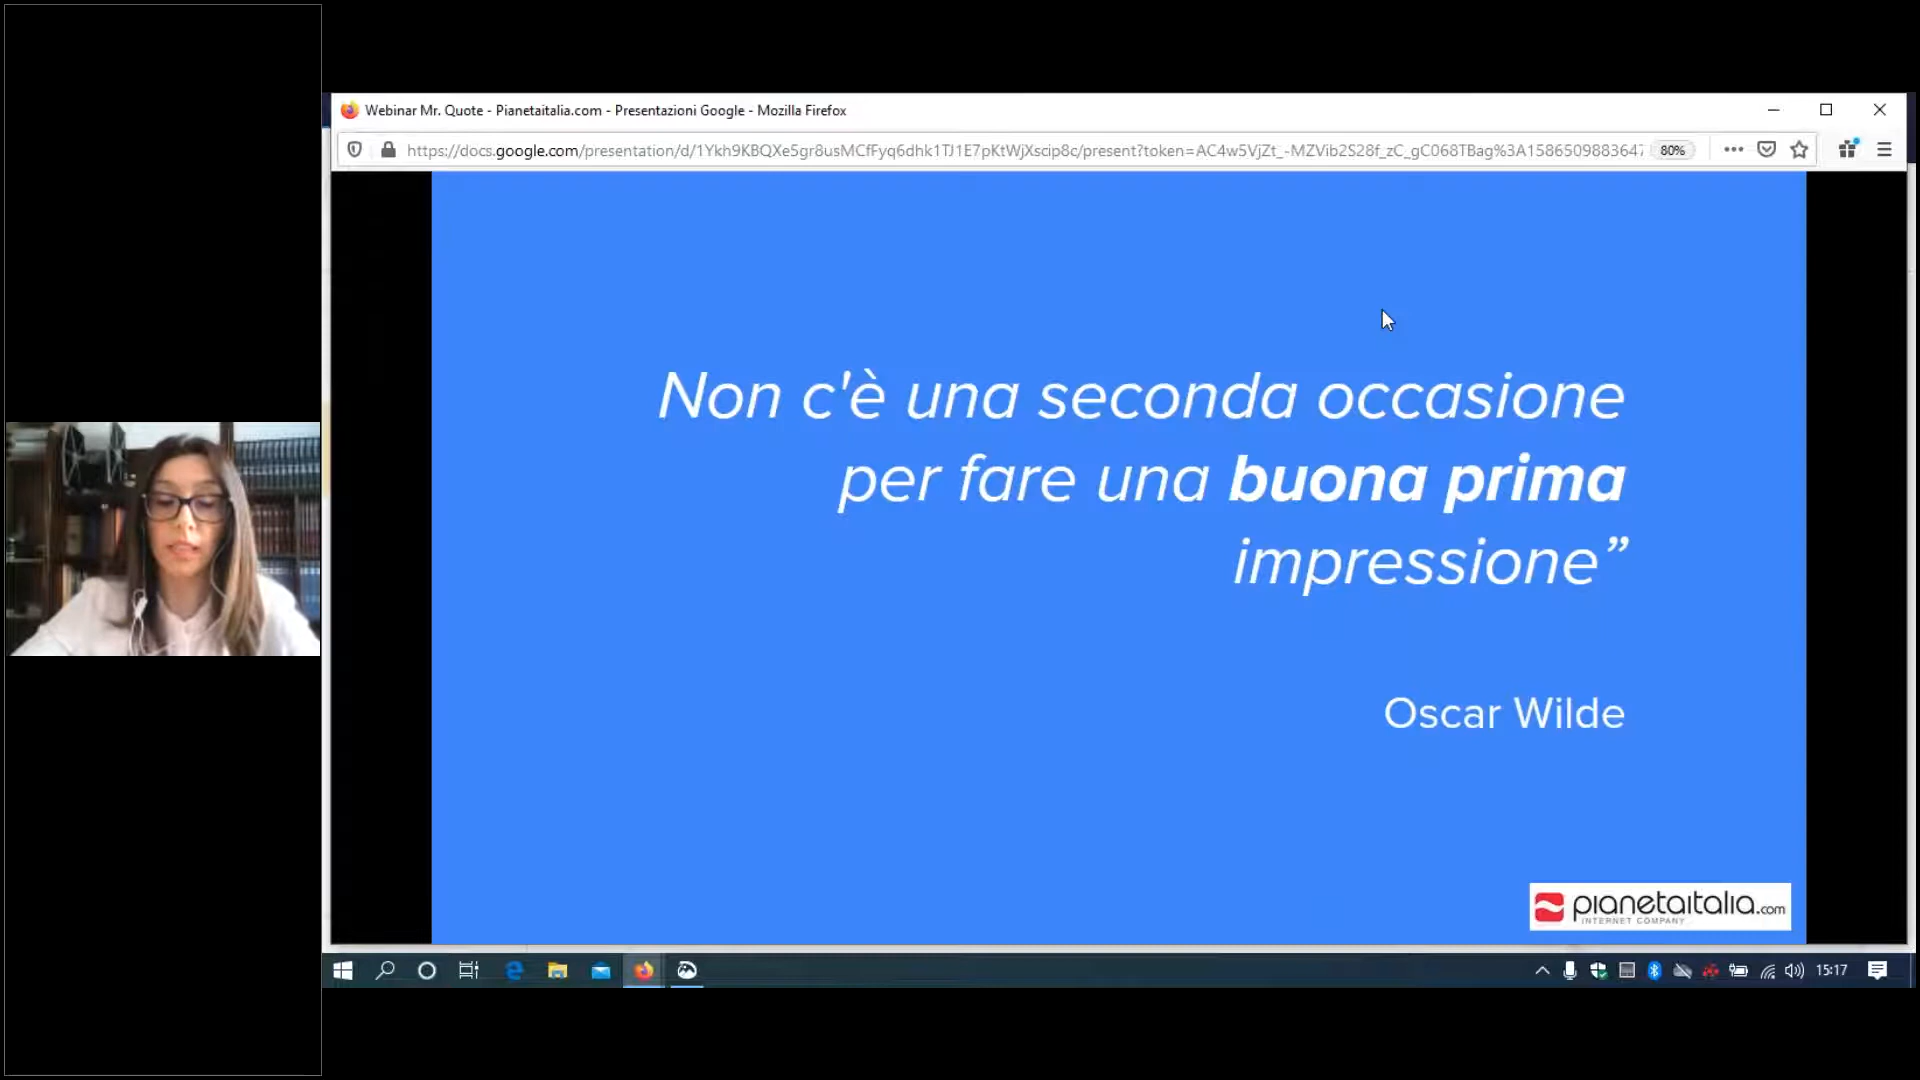 Webinar Mr. Quote - Pianetaitalia.com - Presentazioni Google - Mozilla Firefox
https://docs.google.com/presentation/d/1Ykh9KBQXe5gr8usMCfFyq6dhk1TJ1E7pKtWjXscip8c/present?token=AC4w5VjZt_-MZVib2S28f_zC_gC068TBag%3A1586509883647
80%
Non c'è una seconda occasione
per fare una buona prima
impressione”
Oscar Wilde
pianetaitalia.com
INTERNET COMPANY
15:17